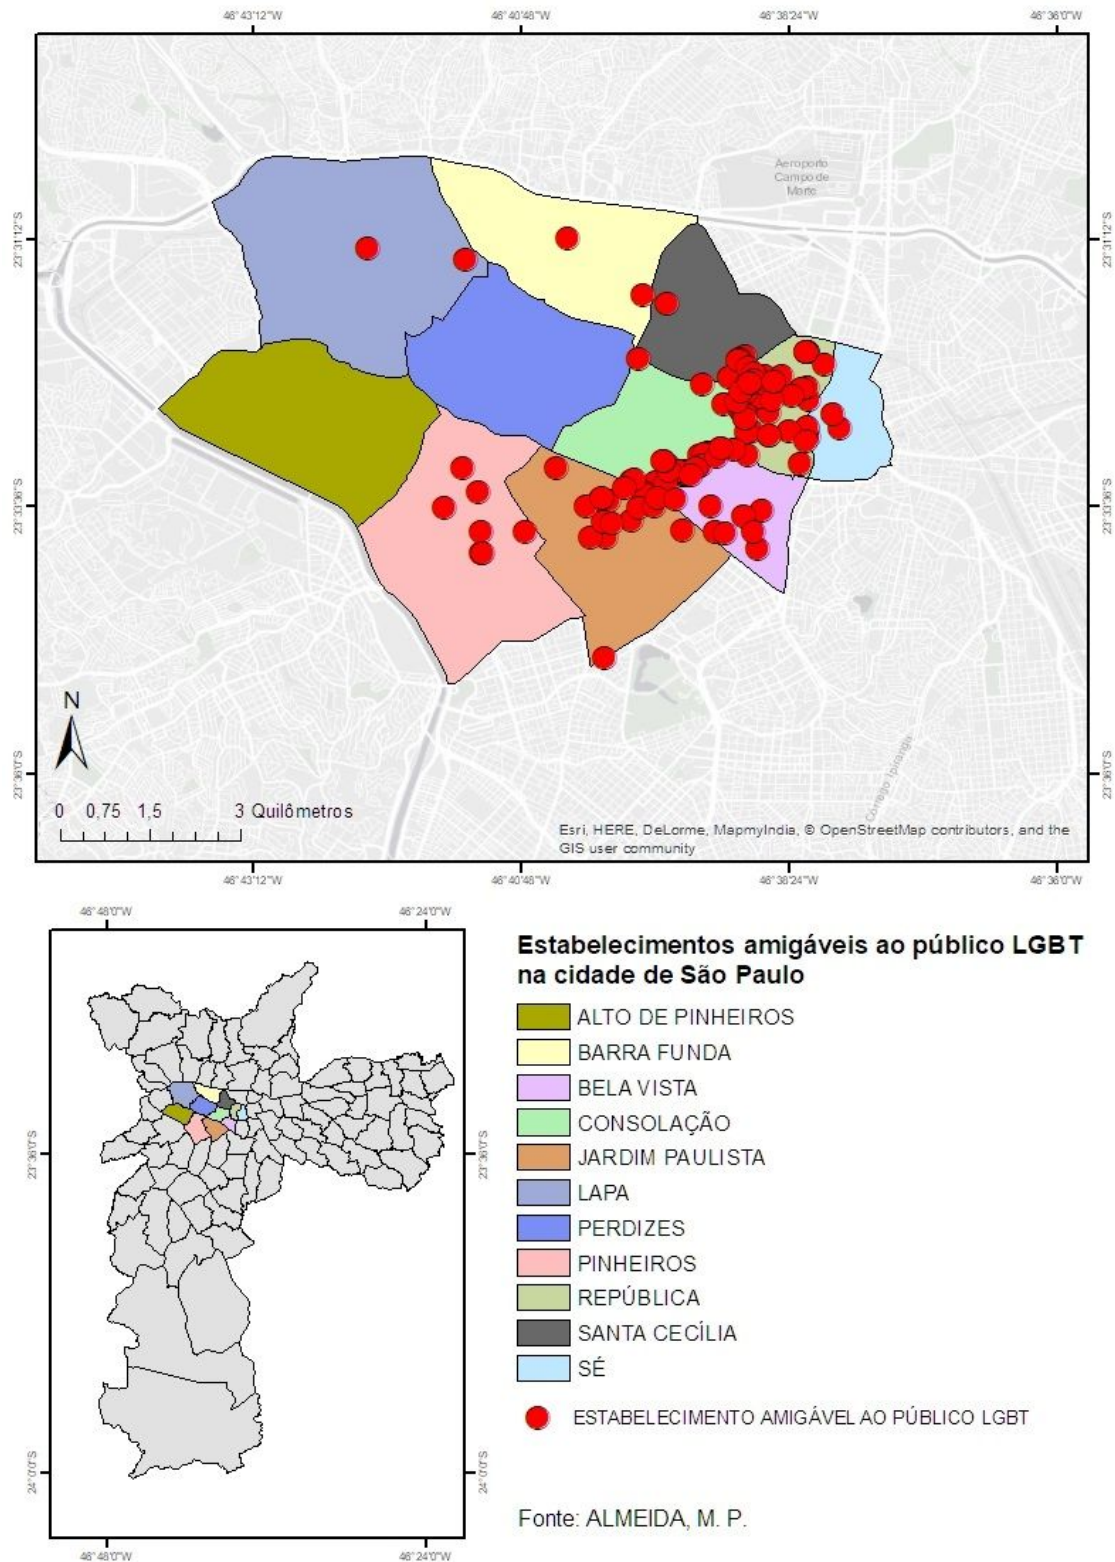 46°43'12"W
46°40'48"W
46°38'24"W
46°36'0"W
Aeroporto
Campo de
Marte
23°31'12"S
23°31'12"S
23°33'36"S
23°33'36"S
23°36'0"S
23°36'0"S
N
0 0,75 1,5 3 Quilômetros
Córrego Ipiranga
Esri, HERE, DeLorme, MapmyIndia, © OpenStreetMap contributors, and the
GIS user community
46°43'12"W
46°40'48"W
46°38'24"W
46°36'0"W
46°48'0"W
46°24'0"W
23°36'0"S
23°36'0"S
24°0'0"S
24°0'0"S
46°48'0"W
46°24'0"W
Estabelecimentos amigáveis ao público LGBT
na cidade de São Paulo
ALTO DE PINHEIROS
BARRA FUNDA
BELA VISTA
CONSOLAÇÃO
JARDIM PAULISTA
LAPA
PERDIZES
PINHEIROS
REPÚBLICA
SANTA CECÍLIA
SÉ
ESTABELECIMENTO AMIGÁVEL AO PÚBLICO LGBT
Fonte: ALMEIDA, M. P.